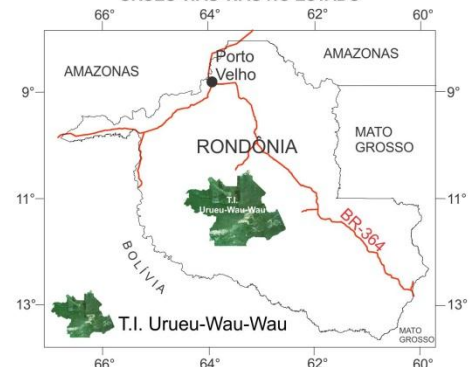 66° 64° 62° 60°
Porto
Velho
AMAZONAS
AMAZONAS
9°
9°
MATO
GROSSO
RONDÔNIA
T.I.
Urueu-Wau-Wau
11°
11°
BR-364
BOLÍVIA
13°
13°
T.I. Urueu-Wau-Wau
MATO
GROSSO
66° 64° 62° 60°